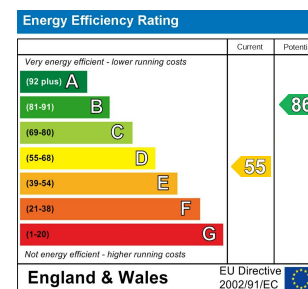 Energy Efficiency Rating
Current Potenti
Very energy efficient - lower running costs
(92 plus) A
(81-91) B
86
(69-80) C
(55-68) D
55
(39-54) E
(21-38) F
(1-20) G
Not energy efficient - higher running costs
England & Wales
EU Directive
2002/91/EC